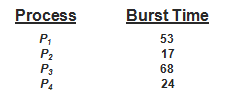 Process Burst Time
P₁ 53
P₂ 17
P₃ 68
P₄ 24